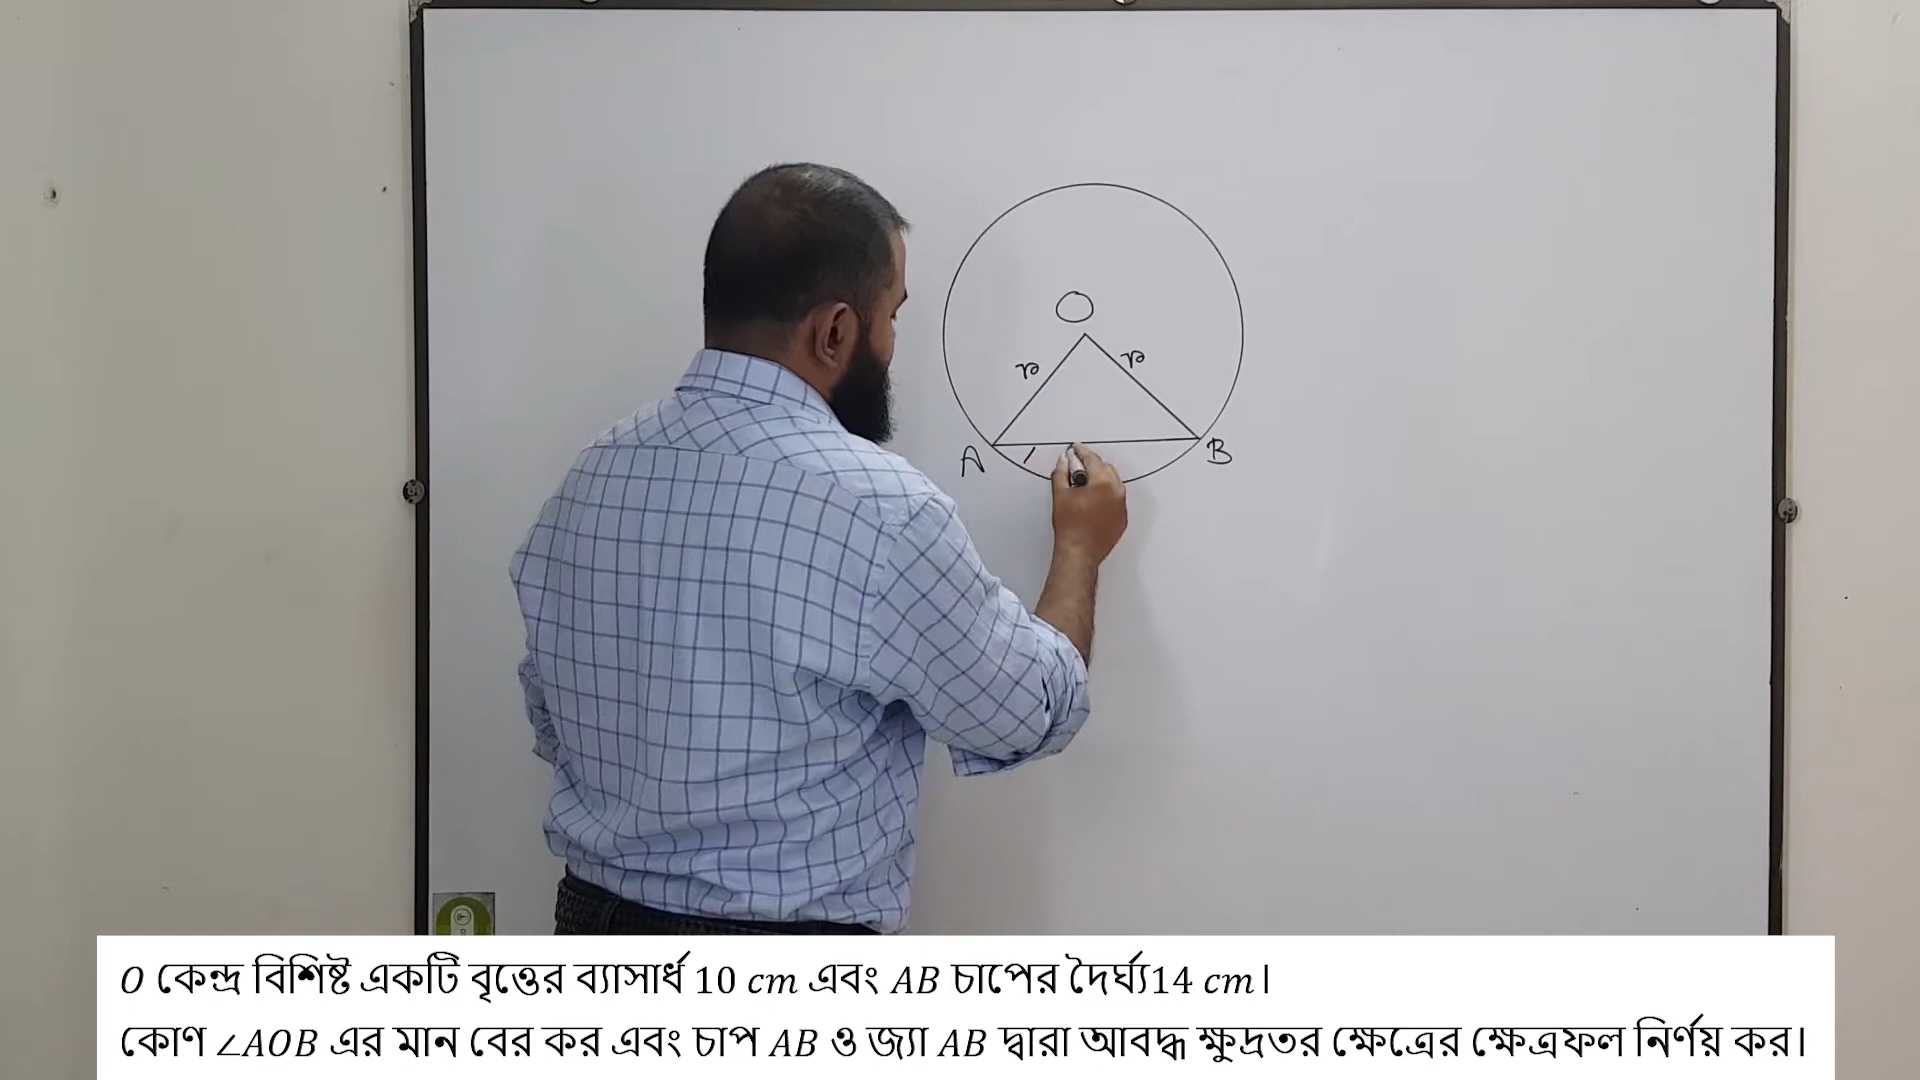 O
r r
A B
O কেন্দ্র বিশিষ্ট একটি বৃত্তের ব্যাসার্ধ 10 cm এবং AB চাপের দৈর্ঘ্য14 cm।
কোণ ∠AOB এর মান বের কর এবং চাপ AB ও জ্যা AB দ্বারা আবদ্ধ ক্ষুদ্রতর ক্ষেত্রের ক্ষেত্রফল নির্ণয় কর।